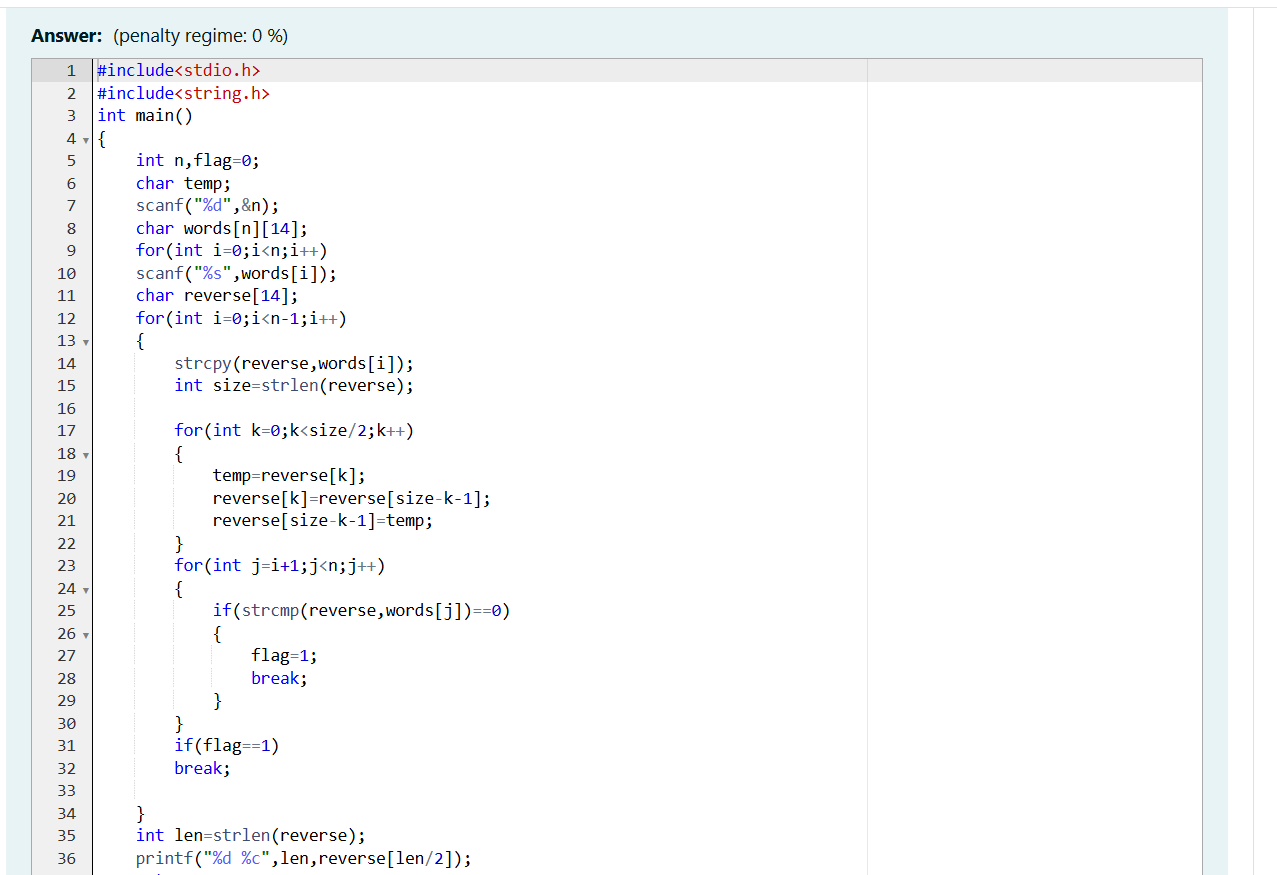 Answer: (penalty regime: 0 %)
1 #include<stdio.h>
2 #include<string.h>
3 int main()
4 {
5     int n,flag=0;
6     char temp;
7     scanf("%d",&n);
8     char words[n][14];
9     for(int i=0;i<n;i++)
10     scanf("%s",words[i]);
11     char reverse[14];
12     for(int i=0;i<n-1;i++)
13     {
14         strcpy(reverse,words[i]);
15         int size=strlen(reverse);
16
17         for(int k=0;k<size/2;k++)
18         {
19             temp=reverse[k];
20             reverse[k]=reverse[size-k-1];
21             reverse[size-k-1]=temp;
22         }
23         for(int j=i+1;j<n;j++)
24         {
25             if(strcmp(reverse,words[j])==0)
26             {
27                 flag=1;
28                 break;
29             }
30         }
31         if(flag==1)
32         break;
33
34     }
35     int len=strlen(reverse);
36     printf("%d %c",len,reverse[len/2]);